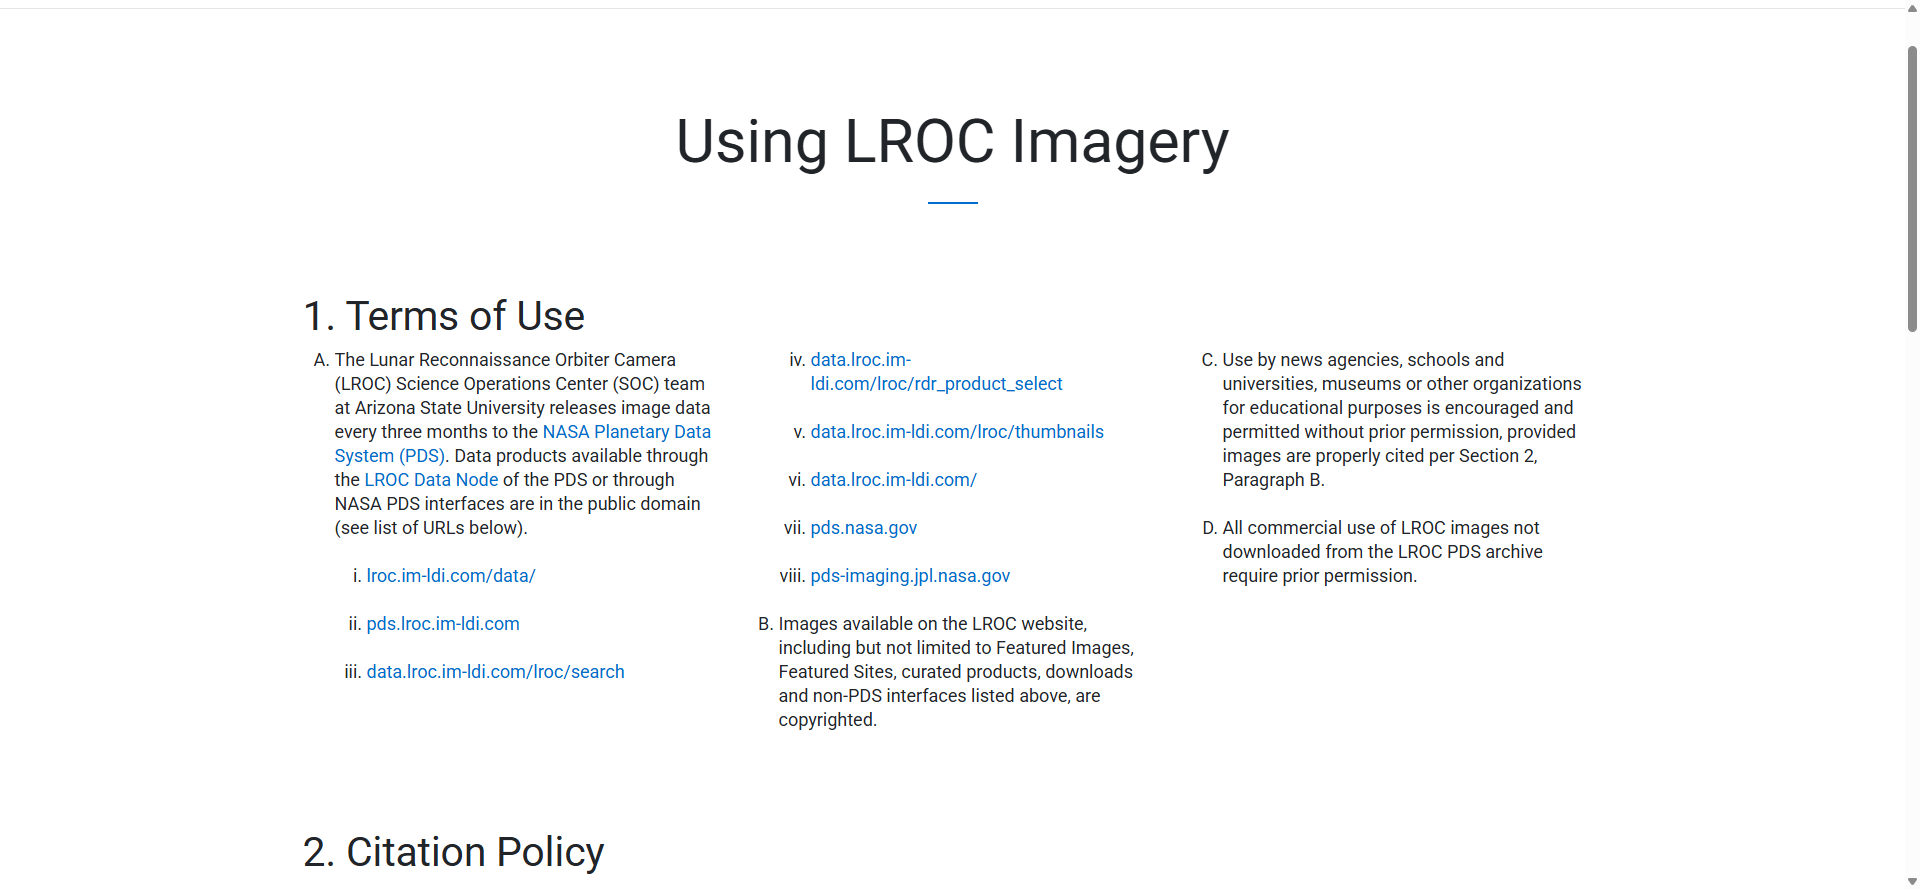 Using LROC Imagery
1. Terms of Use
A. The Lunar Reconnaissance Orbiter Camera
(LROC) Science Operations Center (SOC) team
at Arizona State University releases image data
every three months to the NASA Planetary Data
System (PDS). Data products available through
the LROC Data Node of the PDS or through
NASA PDS interfaces are in the public domain
(see list of URLs below).
i. lroc.im-ldi.com/data/
ii. pds.lroc.im-ldi.com
iii. data.lroc.im-ldi.com/lroc/search
iv. data.lroc.im-
ldi.com/lroc/rdr_product_select
v. data.lroc.im-ldi.com/lroc/thumbnails
vi. data.lroc.im-ldi.com/
vii. pds.nasa.gov
viii. pds-imaging.jpl.nasa.gov
B. Images available on the LROC website,
including but not limited to Featured Images,
Featured Sites, curated products, downloads
and non-PDS interfaces listed above, are
copyrighted.
C. Use by news agencies, schools and
universities, museums or other organizations
for educational purposes is encouraged and
permitted without prior permission, provided
images are properly cited per Section 2,
Paragraph B.
D. All commercial use of LROC images not
downloaded from the LROC PDS archive
require prior permission.
2. Citation Policy